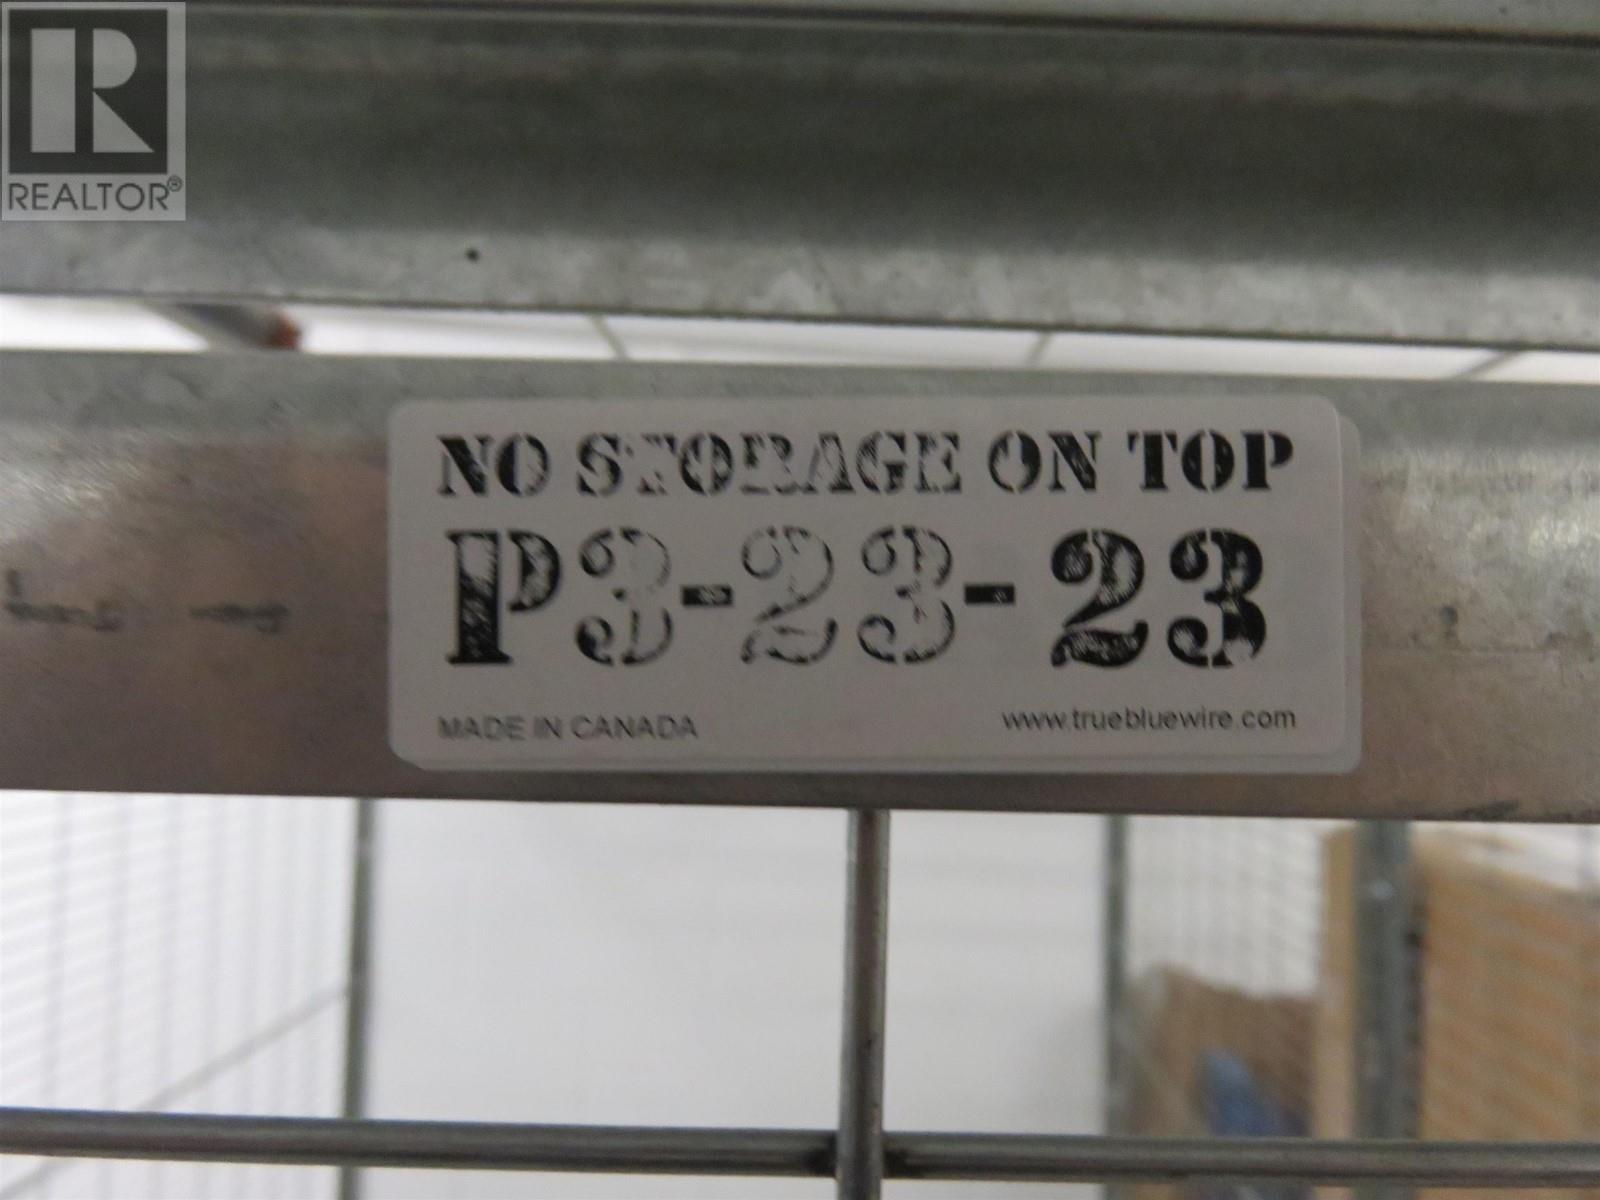 R
REALTOR®
NO STORAGE ON TOP
P3-23-23
MADE IN CANADA
www.truebluewire.com